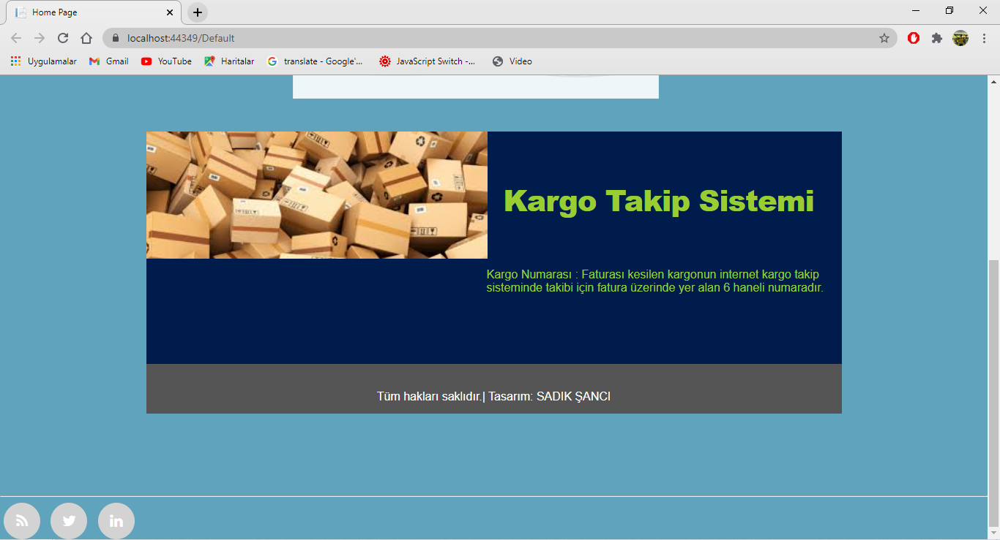 Home Page
localhost:44349/Default
Uygulamalar Gmail YouTube Haritalar translate - Google'... JavaScript Switch -... Video
Kargo Takip Sistemi
Kargo Numarası : Faturası kesilen kargonun internet kargo takip
sisteminde takibi için fatura üzerinde yer alan 6 haneli numaradır.
Tüm hakları saklıdır.| Tasarım: SADIK ŞANCI
in